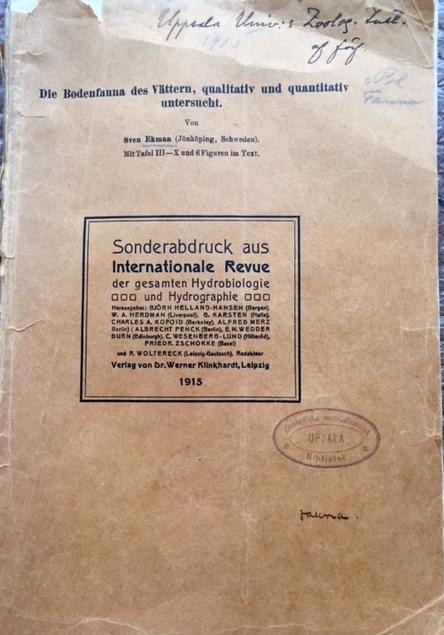 Uppsala Univ:s Zoolog. Inst.
af förf.
1915
Fauna
Die Bodenfauna des Vättern, qualitativ und quantitativ
untersucht.
Von
Sven Ekman (Jönköping, Schweden).
Mit Tafel III—X und 6 Figuren im Text.
Sonderabdruck aus
Internationale Revue
der gesamten Hydrobiologie
und Hydrographie
Herausgeber: BJÖRN HELLAND-HANSEN (Bergen),
W. A. HERDMAN (Liverpool), G. KARSTEN (Halle),
CHARLES A. KOFOID (Berkeley), ALFRED MERZ
Berlin) ( ALBRECHT PENCK (Berlin), E. H. WEDDER
BURN (Edinburgh), C. WESENBERG-LUND (Hilleröd),
FRIEDR. ZSCHOKKE (Basel)
und R. WOLTERECK (Leipzig-Gautzsch), Redakteur
Verlag von Dr. Werner Klinkhardt, Leipzig
1915
UPSALA
Bibliotek
fauna.